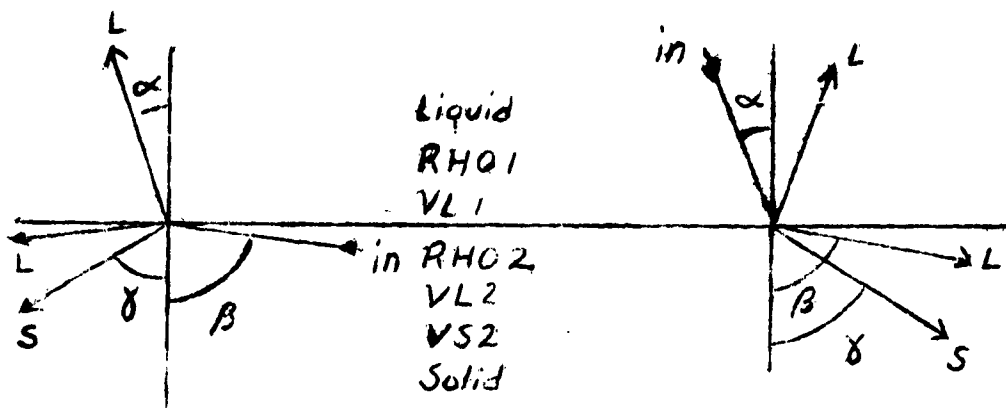 L
α
in
α
L
Liquid
RHO1
VL1
L
S
γ
β
in RHO2
VL2
VS2
Solid
L
β
γ
S